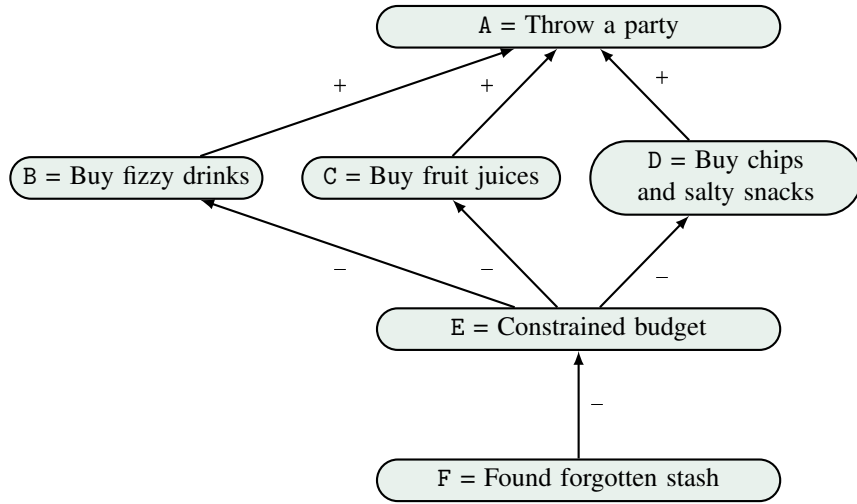 A = Throw a party
+
+
+
B = Buy fizzy drinks
C = Buy fruit juices
D = Buy chips
and salty snacks
–
–
–
E = Constrained budget
–
F = Found forgotten stash